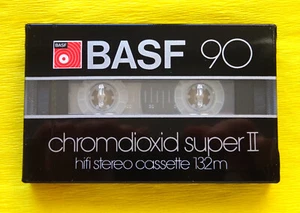 BASF
BASF 90
chromdioxid super II
hifi stereo cassette 132m